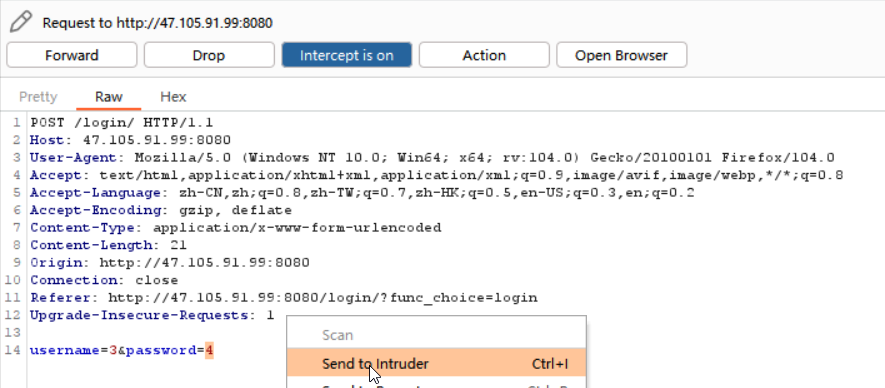 Request to http://47.105.91.99:8080
Forward Drop Intercept is on Action Open Browser
Pretty Raw Hex
1 POST /login/ HTTP/1.1
2 Host: 47.105.91.99:8080
3 User-Agent: Mozilla/5.0 (Windows NT 10.0; Win64; x64; rv:104.0) Gecko/20100101 Firefox/104.0
4 Accept: text/html,application/xhtml+xml,application/xml;q=0.9,image/avif,image/webp,*/*;q=0.8
5 Accept-Language: zh-CN,zh;q=0.8,zh-TW;q=0.7,zh-HK;q=0.5,en-US;q=0.3,en;q=0.2
6 Accept-Encoding: gzip, deflate
7 Content-Type: application/x-www-form-urlencoded
8 Content-Length: 21
9 Origin: http://47.105.91.99:8080
10 Connection: close
11 Referer: http://47.105.91.99:8080/login/?func_choice=login
12 Upgrade-Insecure-Requests: 1
Scan
13
14 username=3&password=4
Send to Intruder Ctrl+I